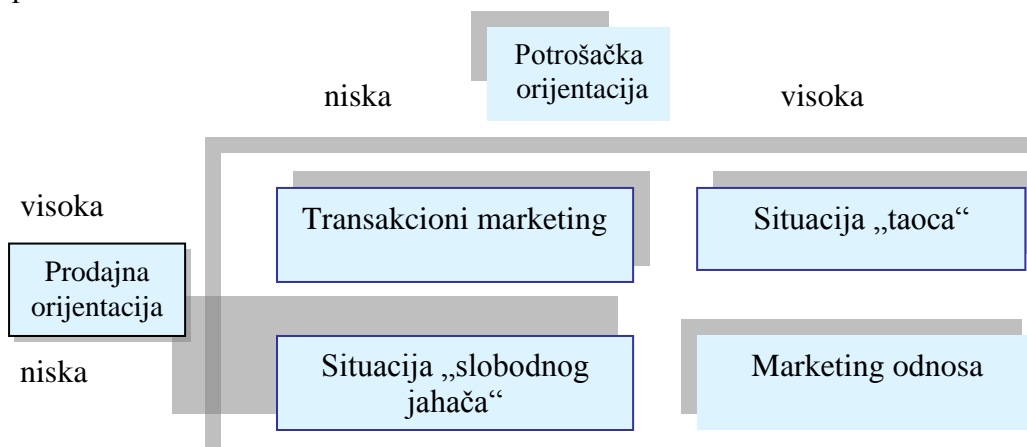 Potrošačka
orijentacija
niska
visoka
visoka
Transakcioni marketing
Situacija „taoca“
Prodajna
orijentacija
niska
Situacija „slobodnog
jahača“
Marketing odnosa